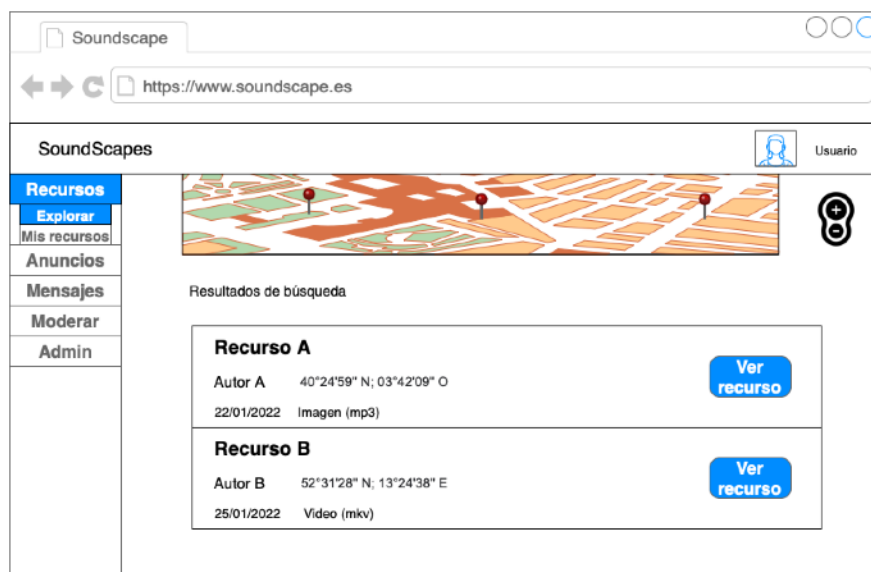 Soundscape
https://www.soundscape.es
SoundScapes
Usuario
Recursos
Explorar
Mis recursos
Anuncios
Mensajes
Moderar
Admin
Resultados de búsqueda
Recurso A
Autor A 40°24'59" N; 03°42'09" O
22/01/2022 Imagen (mp3)
Ver
recurso
Recurso B
Autor B 52°31'28" N; 13°24'38" E
25/01/2022 Video (mkv)
Ver
recurso